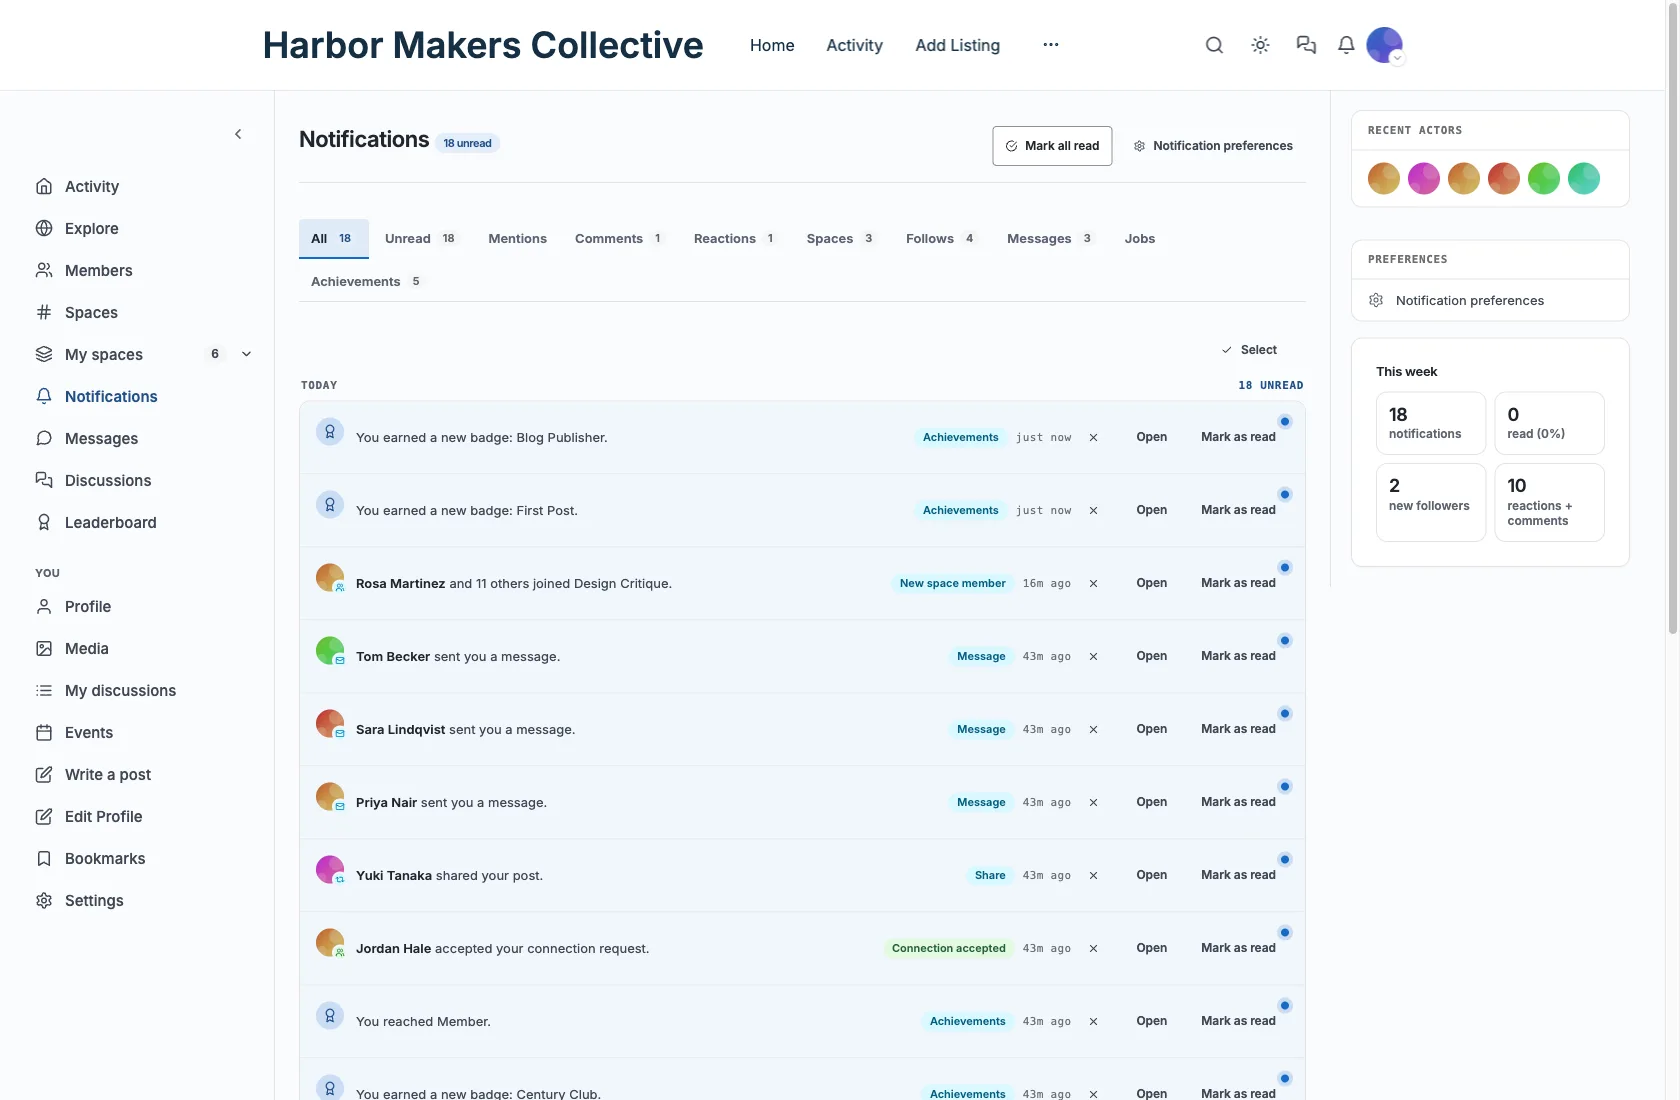 Harbor Makers Collective
Home
Activity
Add Listing
Activity
Explore
Members
Spaces
My spaces 6
Notifications
Messages
Discussions
Leaderboard
YOU
Profile
Media
My discussions
Events
Write a post
Edit Profile
Bookmarks
Settings
Notifications 18 unread
Mark all read
Notification preferences
All 18
Unread 18
Mentions
Comments 1
Reactions 1
Spaces 3
Follows 4
Messages 3
Jobs
Achievements 5
Select
TODAY 18 UNREAD
You earned a new badge: Blog Publisher. Achievements just now Open Mark as read
You earned a new badge: First Post. Achievements just now Open Mark as read
Rosa Martinez and 11 others joined Design Critique. New space member 16m ago Open Mark as read
Tom Becker sent you a message. Message 43m ago Open Mark as read
Sara Lindqvist sent you a message. Message 43m ago Open Mark as read
Priya Nair sent you a message. Message 43m ago Open Mark as read
Yuki Tanaka shared your post. Share 43m ago Open Mark as read
Jordan Hale accepted your connection request. Connection accepted 43m ago Open Mark as read
You reached Member. Achievements 43m ago Open Mark as read
You earned a new badge: Century Club. Achievements 43m ago Open Mark as read
RECENT ACTORS
PREFERENCES
Notification preferences
This week
18
notifications
0
read (0%)
2
new followers
10
reactions +
comments